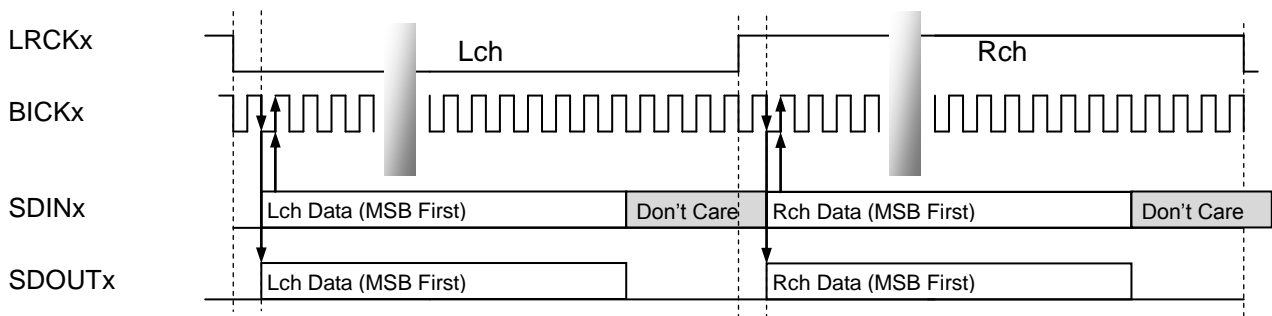 LRCKx
Lch
Rch
BICKx
SDINx
Lch Data (MSB First)
Don't Care
Rch Data (MSB First)
Don't Care
SDOUTx
Lch Data (MSB First)
Rch Data (MSB First)